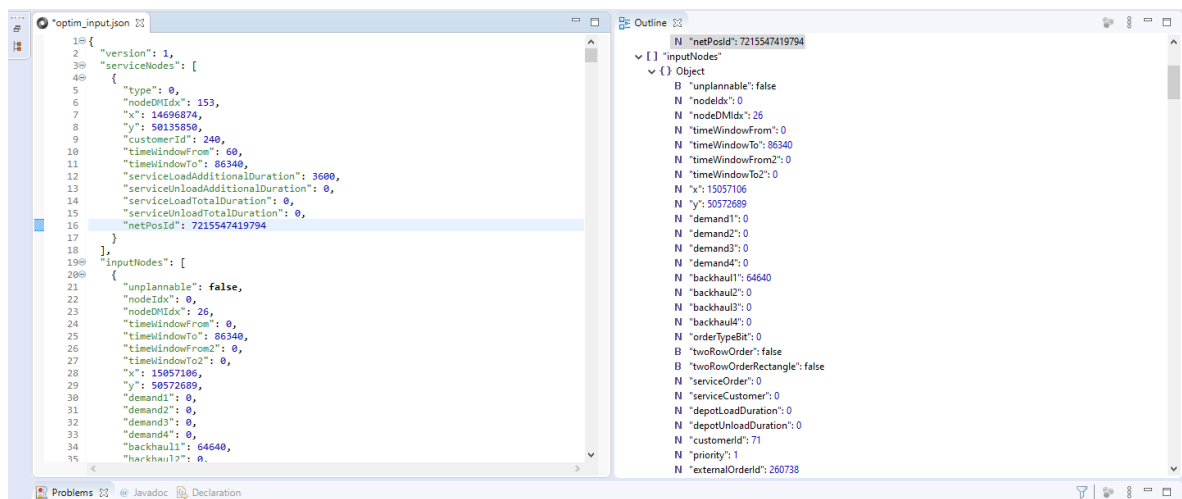 *optim_input.json
1 {
2 "version": 1,
3 "serviceNodes": [
4 {
5 "type": 0,
6 "nodeDMIdx": 153,
7 "x": 14696874,
8 "y": 50135850,
9 "customerId": 240,
10 "timeWindowFrom": 60,
11 "timeWindowTo": 86340,
12 "serviceLoadAdditionalDuration": 3600,
13 "serviceUnloadAdditionalDuration": 0,
14 "serviceLoadTotalDuration": 0,
15 "serviceUnloadTotalDuration": 0,
16 "netPosId": 7215547419794
17 }
18 ],
19 "inputNodes": [
20 {
21 "unplannable": false,
22 "nodeIdx": 0,
23 "nodeDMIdx": 26,
24 "timeWindowFrom": 0,
25 "timeWindowTo": 86340,
26 "timeWindowFrom2": 0,
27 "timeWindowTo2": 0,
28 "x": 15057106,
29 "y": 50572689,
30 "demand1": 0,
31 "demand2": 0,
32 "demand3": 0,
33 "demand4": 0,
34 "backhaul1": 64640,
35 "backhaul2": 0,
Outline
N "netPosId": 7215547419794
[ ] "inputNodes"
{ } Object
B "unplannable": false
N "nodeIdx": 0
N "nodeDMIdx": 26
N "timeWindowFrom": 0
N "timeWindowTo": 86340
N "timeWindowFrom2": 0
N "timeWindowTo2": 0
N "x": 15057106
N "y": 50572689
N "demand1": 0
N "demand2": 0
N "demand3": 0
N "demand4": 0
N "backhaul1": 64640
N "backhaul2": 0
N "backhaul3": 0
N "backhaul4": 0
N "orderTypeBit": 0
B "twoRowOrder": false
B "twoRowOrderRectangle": false
N "serviceOrder": 0
N "serviceCustomer": 0
N "depotLoadDuration": 0
N "depotUnloadDuration": 0
N "customerId": 71
N "priority": 1
N "externalOrderId": 260738
Problems @ Javadoc Declaration